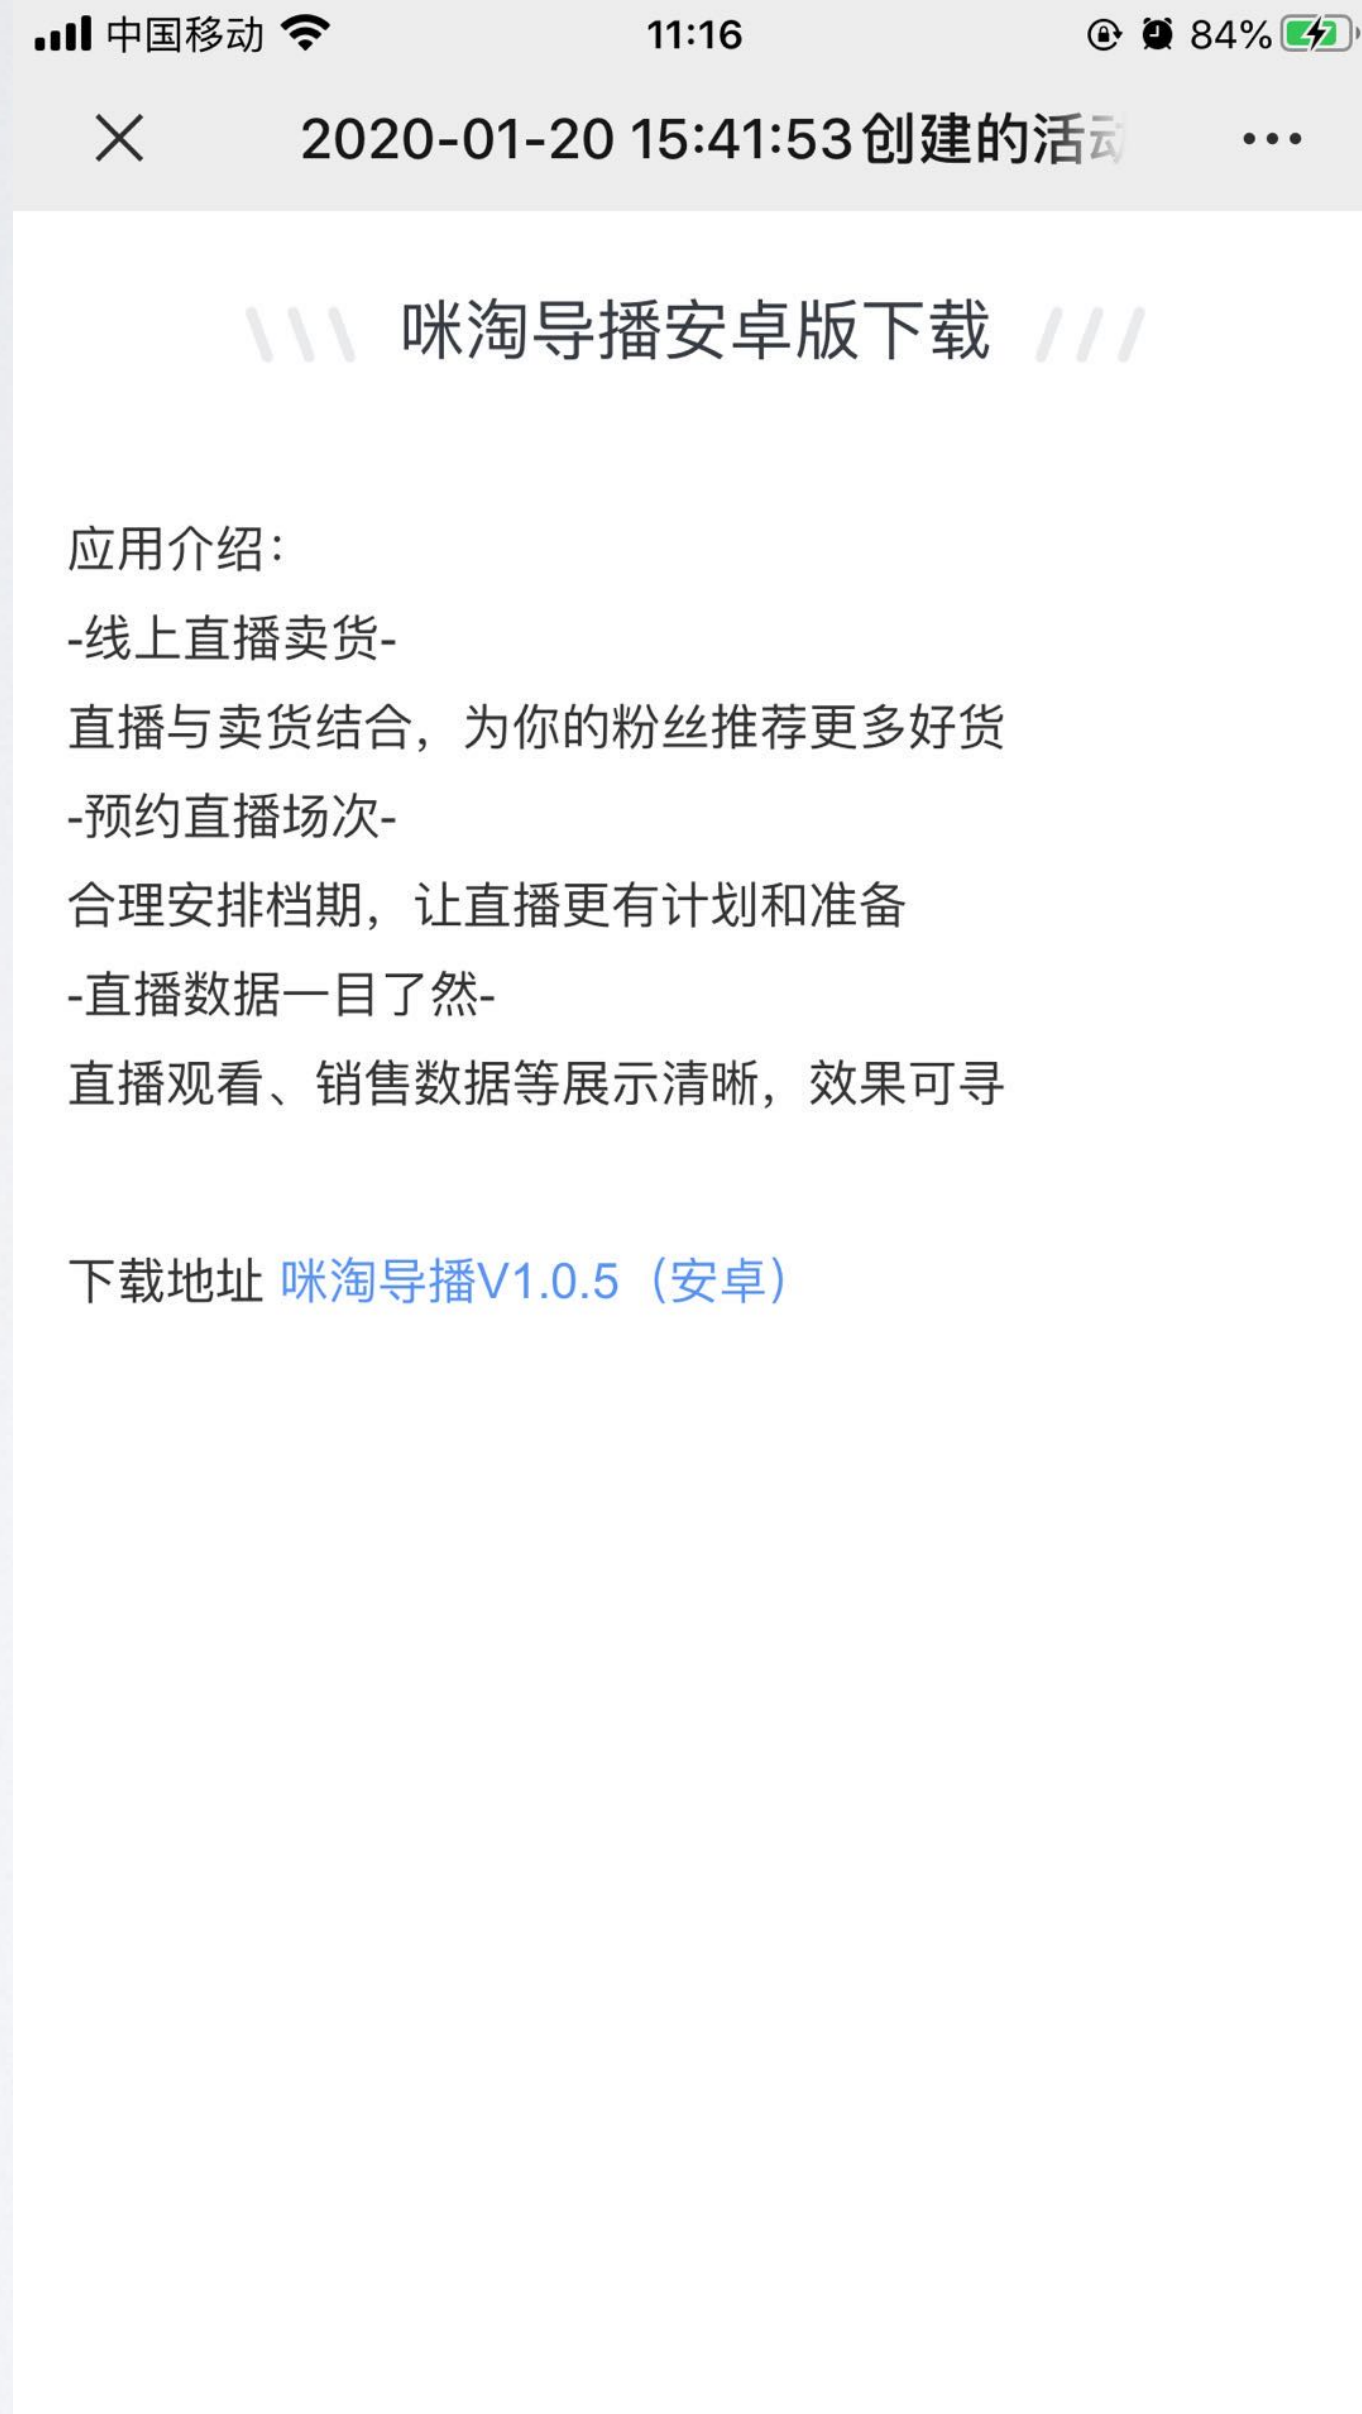 中国移动 11:16 84%
2020-01-20 15:41:53创建的活动
咪淘导播安卓版下载
应用介绍：
-线上直播卖货-
直播与卖货结合，为你的粉丝推荐更多好货
-预约直播场次-
合理安排档期，让直播更有计划和准备
-直播数据一目了然-
直播观看、销售数据等展示清晰，效果可寻
下载地址 咪淘导播V1.0.5（安卓）